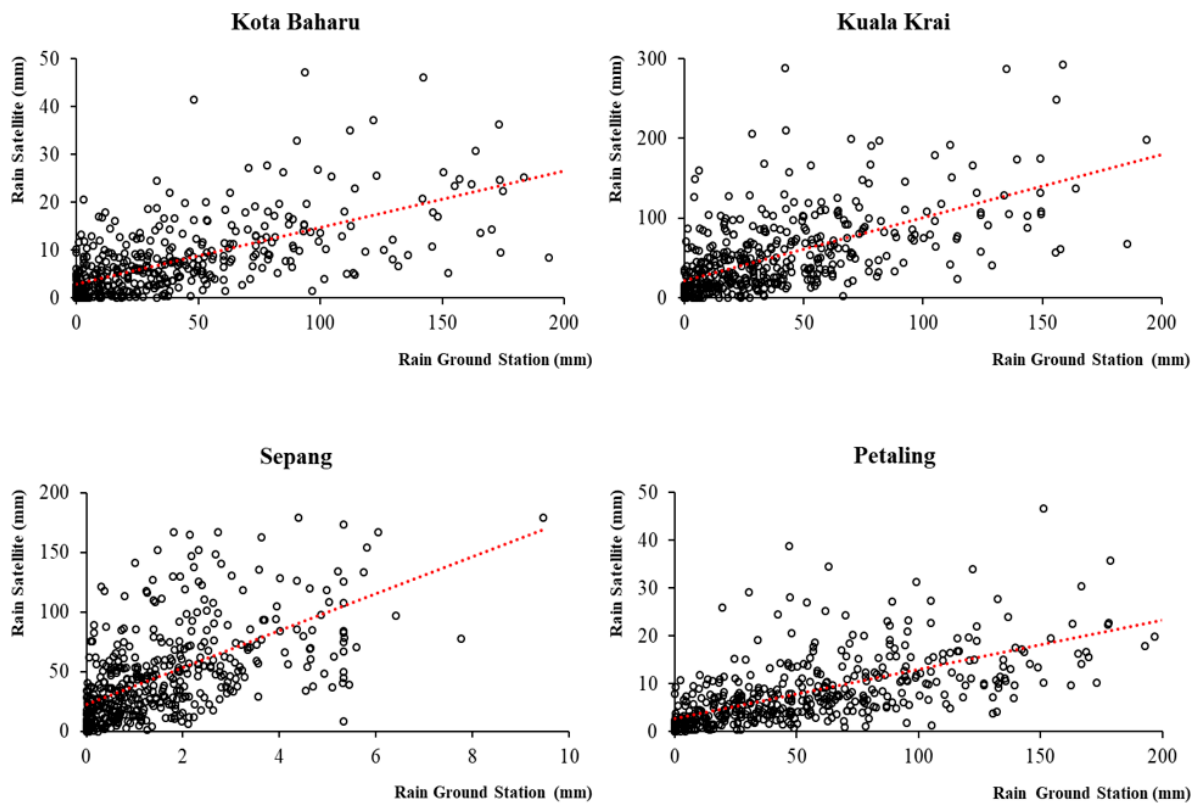 Kota Baharu
Rain Satellite (mm)
50
40
30
20
10
0
0 50 100 150 200
Rain Ground Station (mm)
Kuala Krai
Rain Satellite (mm)
300
200
100
0
0 50 100 150 200
Rain Ground Station (mm)
Sepang
Rain Satellite (mm)
200
150
100
50
0
0 2 4 6 8 10
Rain Ground Station (mm)
Petaling
Rain Satellite (mm)
50
40
30
20
10
0
0 50 100 150 200
Rain Ground Station (mm)